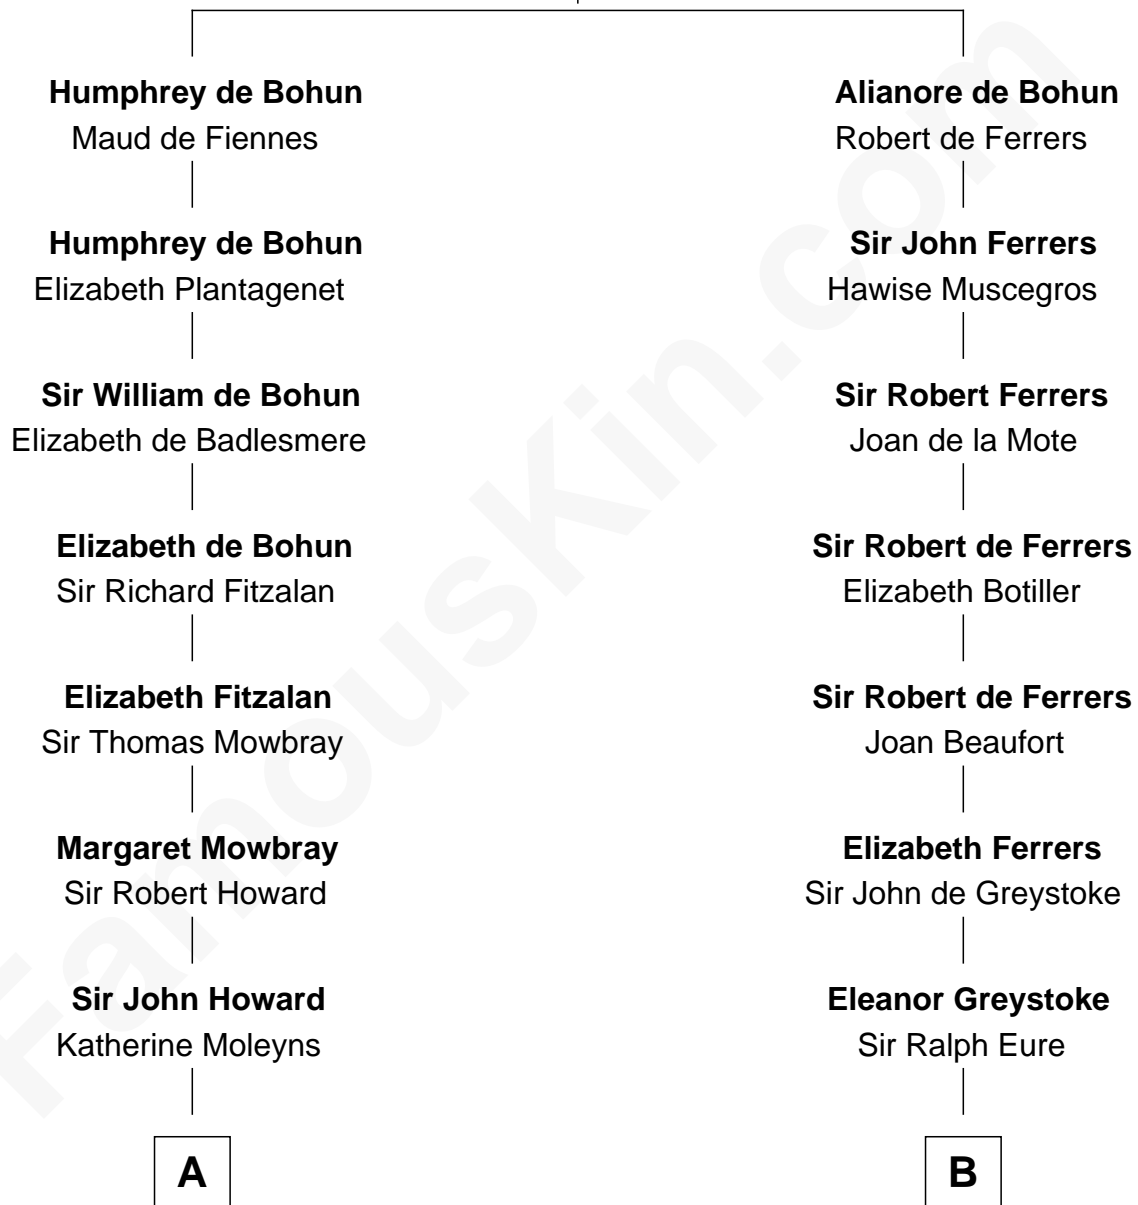 Humphrey de Bohun
Maud de Fiennes
Humphrey de Bohun
Elizabeth Plantagenet
Sir William de Bohun
Elizabeth de Badlesmere
Elizabeth de Bohun
Sir Richard Fitzalan
Elizabeth Fitzalan
Sir Thomas Mowbray
Margaret Mowbray
Sir Robert Howard
Sir John Howard
Katherine Moleyns
A
Alianore de Bohun
Robert de Ferrers
Sir John Ferrers
Hawise Muscegros
Sir Robert Ferrers
Joan de la Mote
Sir Robert de Ferrers
Elizabeth Botiller
Sir Robert de Ferrers
Joan Beaufort
Elizabeth Ferrers
Sir John de Greystoke
Eleanor Greystoke
Sir Ralph Eure
B
FamousKin.com